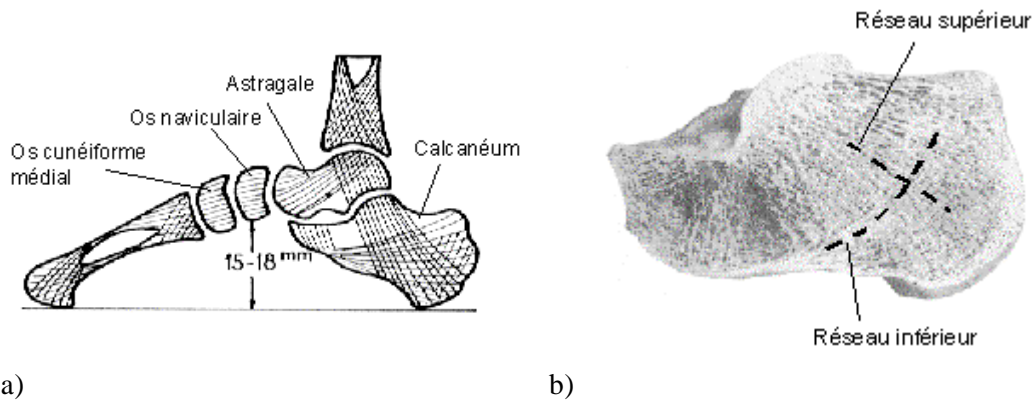 Réseau supérieur
Astragale
Os naviculaire
Os cunéiforme
médial
Calcanéum
15-18 mm
Réseau inférieur
a)
b)